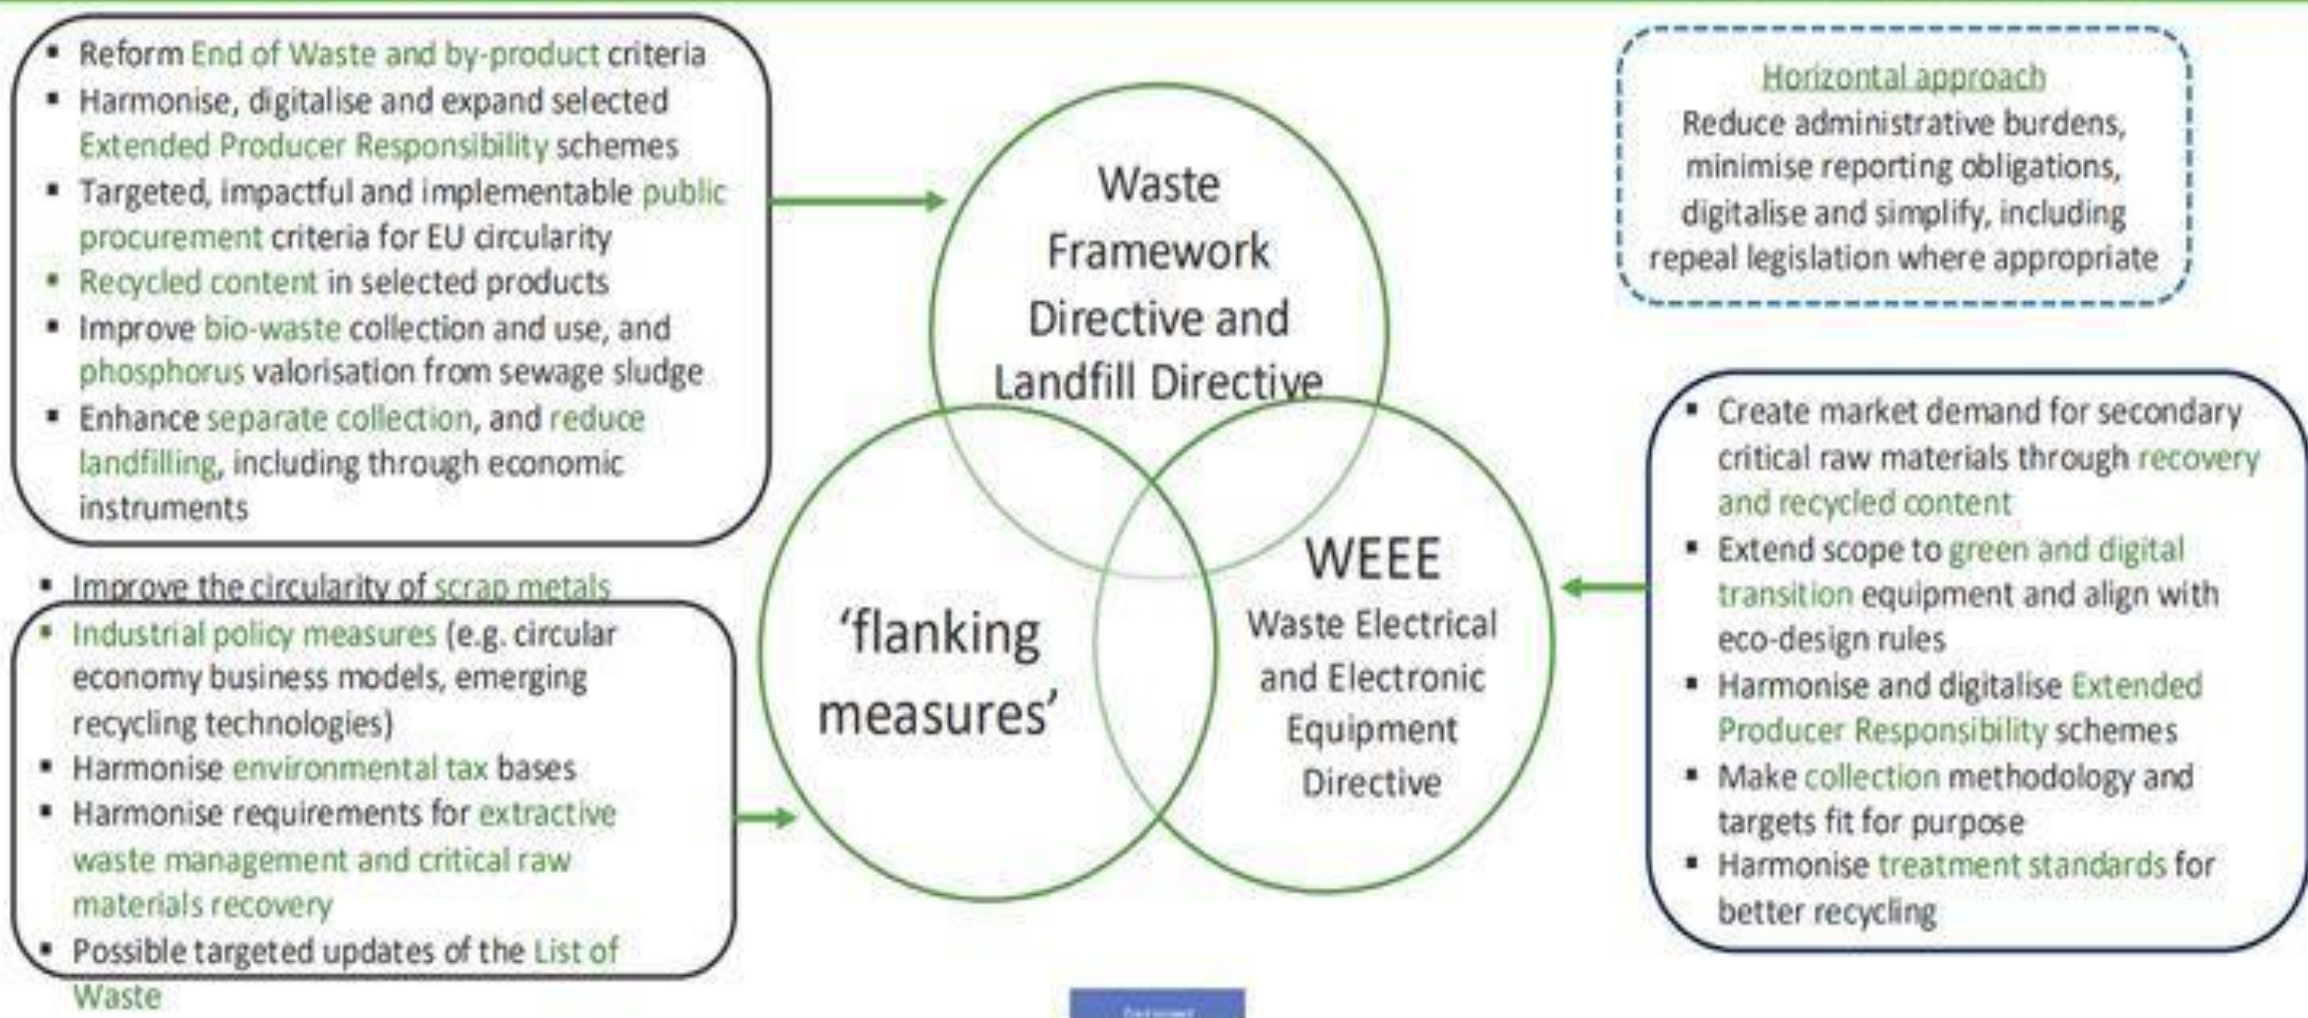 ▪ Reform End of Waste and by-product criteria
▪ Harmonise, digitalise and expand selected
Extended Producer Responsibility schemes
▪ Targeted, impactful and implementable public
procurement criteria for EU circularity
▪ Recycled content in selected products
▪ Improve bio-waste collection and use, and
phosphorus valorisation from sewage sludge
▪ Enhance separate collection, and reduce
landfilling, including through economic
instruments
▪ Improve the circularity of scrap metals
▪ Industrial policy measures (e.g. circular
economy business models, emerging
recycling technologies)
▪ Harmonise environmental tax bases
▪ Harmonise requirements for extractive
waste management and critical raw
materials recovery
▪ Possible targeted updates of the List of
Waste
Waste
Framework
Directive and
Landfill Directive
‘flanking
measures’
WEEE
Waste Electrical
and Electronic
Equipment
Directive
Horizontal approach
Reduce administrative burdens,
minimise reporting obligations,
digitalise and simplify, including
repeal legislation where appropriate
▪ Create market demand for secondary
critical raw materials through recovery
and recycled content
▪ Extend scope to green and digital
transition equipment and align with
eco-design rules
▪ Harmonise and digitalise Extended
Producer Responsibility schemes
▪ Make collection methodology and
targets fit for purpose
▪ Harmonise treatment standards for
better recycling